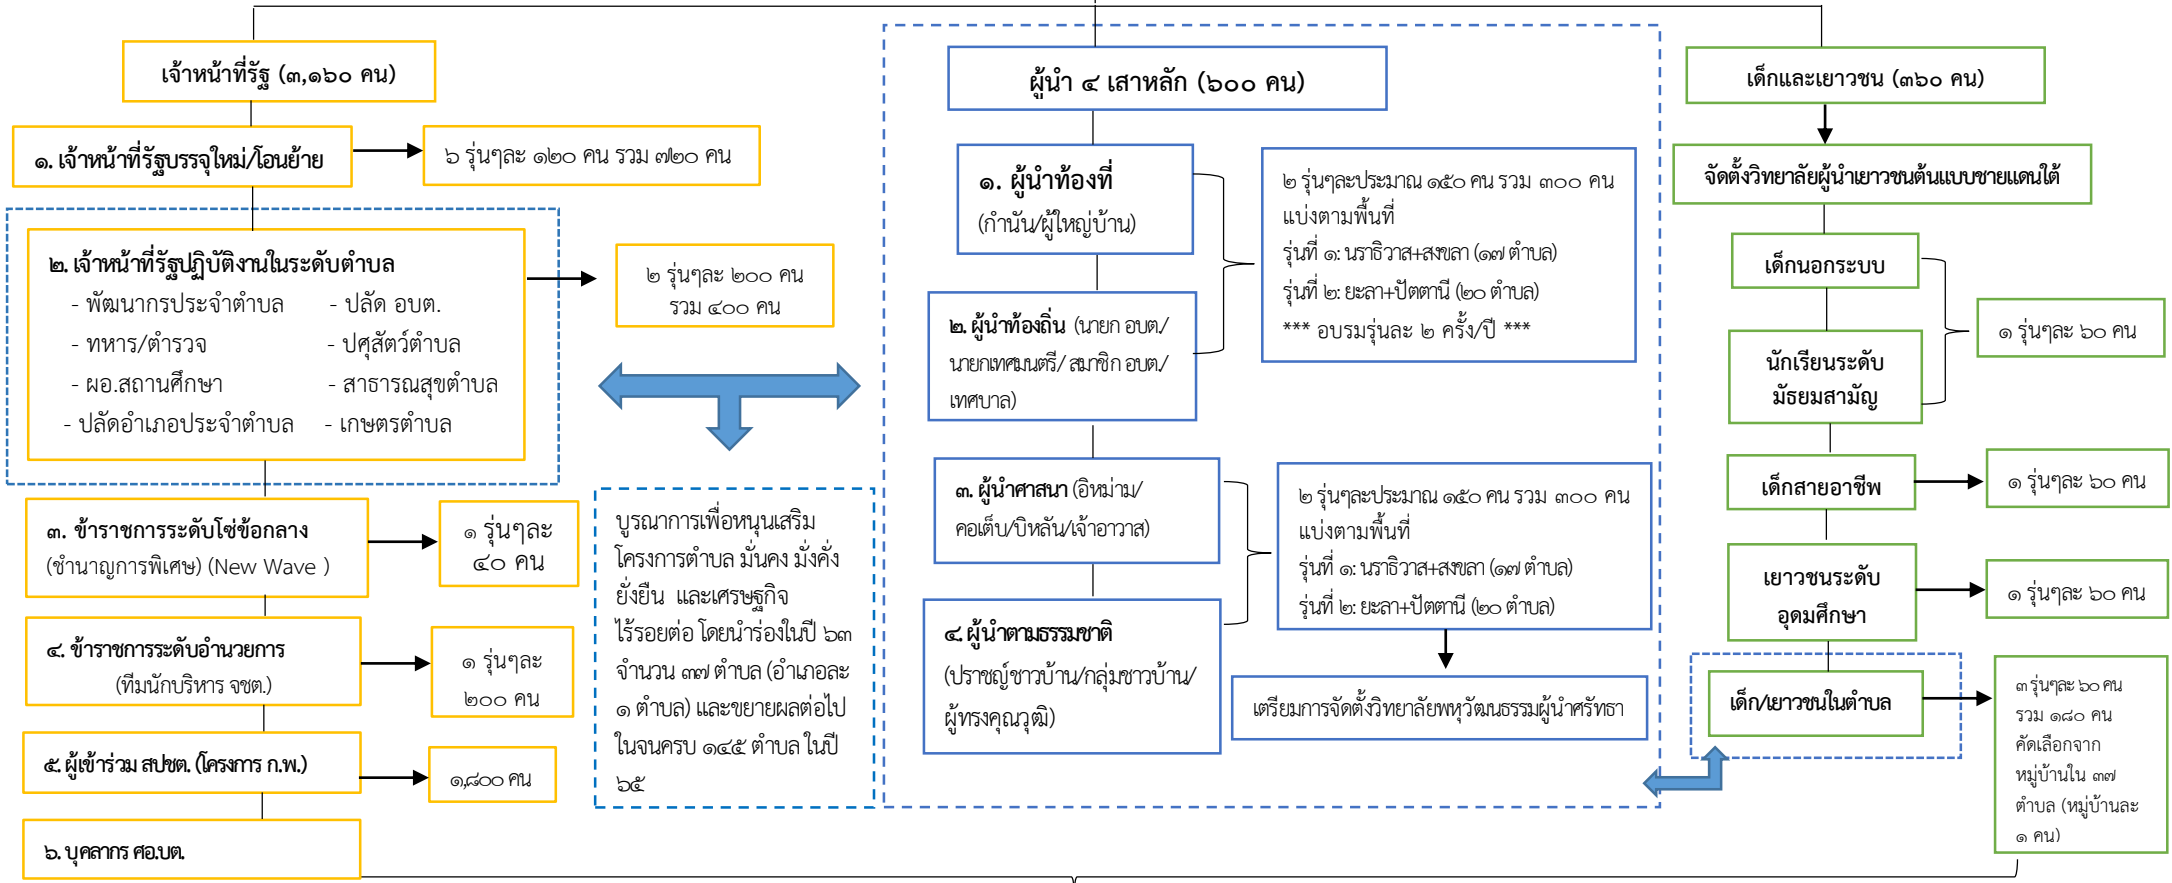 เจ้าหน้าที่รัฐ (๓,๑๖๐ คน)
๑. เจ้าหน้าที่รัฐบรรจุใหม่/โอนย้าย
๖ รุ่นๆละ ๑๒๐ คน รวม ๗๒๐ คน
๒. เจ้าหน้าที่รัฐปฏิบัติงานในระดับตำบล
- พัฒนากรประจำตำบล - ปลัด อบต.
- ทหาร/ตำรวจ - ปศุสัตว์ตำบล
- ผอ.สถานศึกษา - สาธารณสุขตำบล
- ปลัดอำเภอประจำตำบล - เกษตรตำบล
๒ รุ่นๆละ ๒๐๐ คน
รวม ๔๐๐ คน
๓. ข้าราชการระดับโซ่ข้อกลาง
(ชำนาญการพิเศษ) (New Wave )
๑ รุ่นๆละ
๔๐ คน
๔. ข้าราชการระดับอำนวยการ
(ทีมนักบริหาร จชต.)
๑ รุ่นๆละ
๒๐๐ คน
๕. ผู้เข้าร่วม สปชต. (โครงการ ก.พ.)
๑,๘๐๐ คน
๖. บุคลากร ศอ.บต.
บูรณาการเพื่อหนุนเสริม
โครงการตำบล มั่นคง มั่งคั่ง
ยั่งยืน และเศรษฐกิจ
ไร้รอยต่อ โดยนำร่องในปี ๖๓
จำนวน ๓๗ ตำบล (อำเภอละ
๑ ตำบล) และขยายผลต่อไป
ในจนครบ ๑๔๕ ตำบล ในปี
๖๕
ผู้นำ ๔ เสาหลัก (๖๐๐ คน)
๑. ผู้นำท้องที่
(กำนัน/ผู้ใหญ่บ้าน)
๒. ผู้นำท้องถิ่น (นายก อบต./
นายกเทศมนตรี/ สมาชิก อบต./
เทศบาล)
๒ รุ่นๆละประมาณ ๑๕๐ คน รวม ๓๐๐ คน
แบ่งตามพื้นที่
รุ่นที่ ๑: นราธิวาส+สงขลา (๑๗ ตำบล)
รุ่นที่ ๒: ยะลา+ปัตตานี (๒๐ ตำบล)
*** อบรมรุ่นละ ๒ ครั้ง/ปี ***
๓. ผู้นำศาสนา (อิหม่าม/
คอเต็บ/บิหลัน/เจ้าอาวาส)
๔. ผู้นำตามธรรมชาติ
(ปราชญ์ชาวบ้าน/กลุ่มชาวบ้าน/
ผู้ทรงคุณวุฒิ)
๒ รุ่นๆละประมาณ ๑๕๐ คน รวม ๓๐๐ คน
แบ่งตามพื้นที่
รุ่นที่ ๑: นราธิวาส+สงขลา (๑๗ ตำบล)
รุ่นที่ ๒: ยะลา+ปัตตานี (๒๐ ตำบล)
เตรียมการจัดตั้งวิทยาลัยพหุวัฒนธรรมผู้นำศรัทธา
เด็กและเยาวชน (๓๖๐ คน)
จัดตั้งวิทยาลัยผู้นำเยาวชนต้นแบบชายแดนใต้
เด็กนอกระบบ
นักเรียนระดับ
มัธยมสามัญ
๑ รุ่นๆละ ๖๐ คน
เด็กสายอาชีพ
๑ รุ่นๆละ ๖๐ คน
เยาวชนระดับ
อุดมศึกษา
๑ รุ่นๆละ ๖๐ คน
เด็ก/เยาวชนในตำบล
๓ รุ่นๆละ ๖๐ คน
รวม ๑๘๐ คน
คัดเลือกจาก
หมู่บ้านใน ๓๗
ตำบล (หมู่บ้านละ
๑ คน)